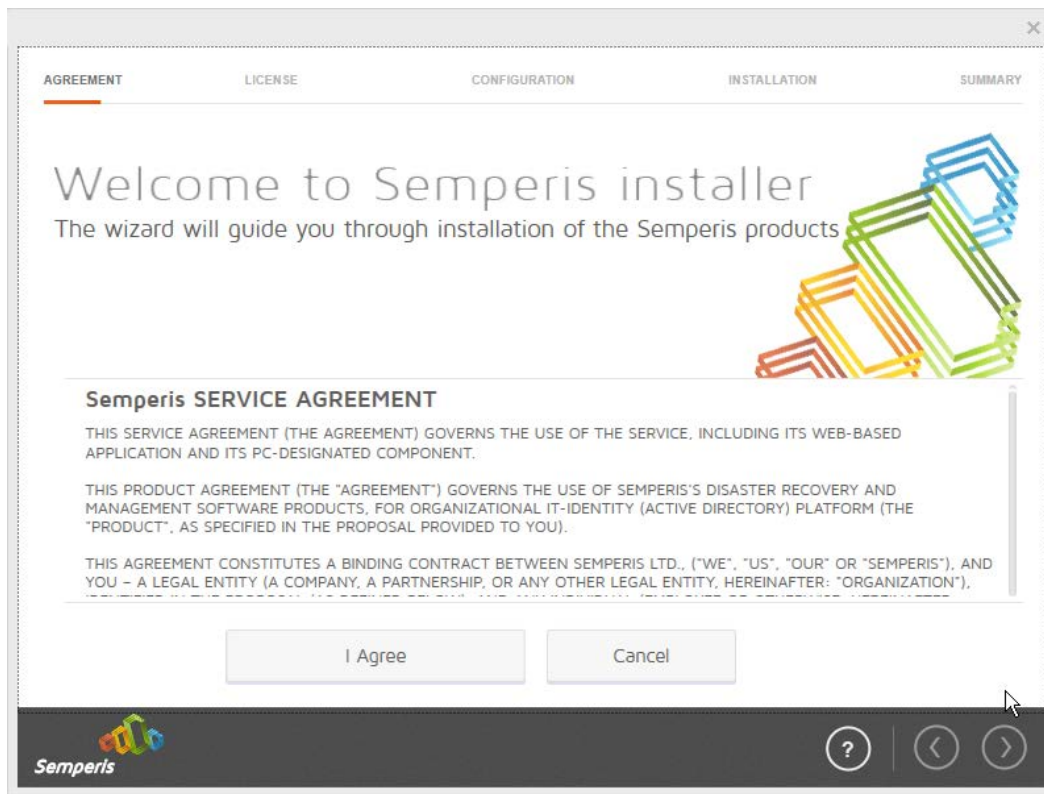 AGREEMENT LICENSE CONFIGURATION INSTALLATION SUMMARY
Welcome to Semperis installer
The wizard will guide you through installation of the Semperis products
Semperis SERVICE AGREEMENT
THIS SERVICE AGREEMENT (THE AGREEMENT) GOVERNS THE USE OF THE SERVICE, INCLUDING ITS WEB-BASED
APPLICATION AND ITS PC-DESIGNATED COMPONENT.
THIS PRODUCT AGREEMENT (THE "AGREEMENT") GOVERNS THE USE OF SEMPERIS'S DISASTER RECOVERY AND
MANAGEMENT SOFTWARE PRODUCTS, FOR ORGANIZATIONAL IT-IDENTITY (ACTIVE DIRECTORY) PLATFORM (THE
"PRODUCT", AS SPECIFIED IN THE PROPOSAL PROVIDED TO YOU).
THIS AGREEMENT CONSTITUTES A BINDING CONTRACT BETWEEN SEMPERIS LTD., ("WE", "US", "OUR" OR "SEMPERIS"), AND
YOU – A LEGAL ENTITY (A COMPANY, A PARTNERSHIP, OR ANY OTHER LEGAL ENTITY, HEREINAFTER: "ORGANIZATION"),
I Agree Cancel
Semperis ?